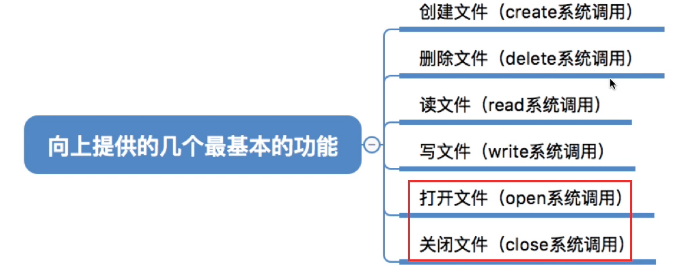 向上提供的几个最基本的功能
创建文件（create系统调用）
删除文件（delete系统调用）
读文件（read系统调用）
写文件（write系统调用）
打开文件（open系统调用）
关闭文件（close系统调用）